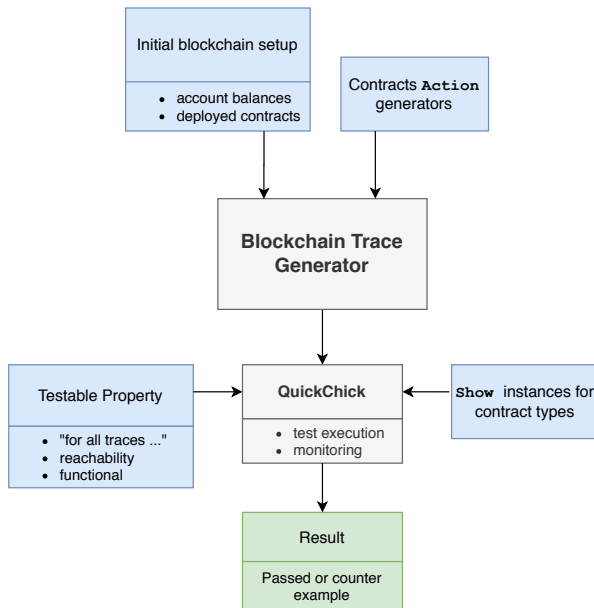 Initial blockchain setup
• account balances
• deployed contracts
Contracts Action
generators
Blockchain Trace
Generator
Testable Property
• "for all traces ..."
• reachability
• functional
QuickChick
• test execution
• monitoring
Show instances for
contract types
Result
Passed or counter
example